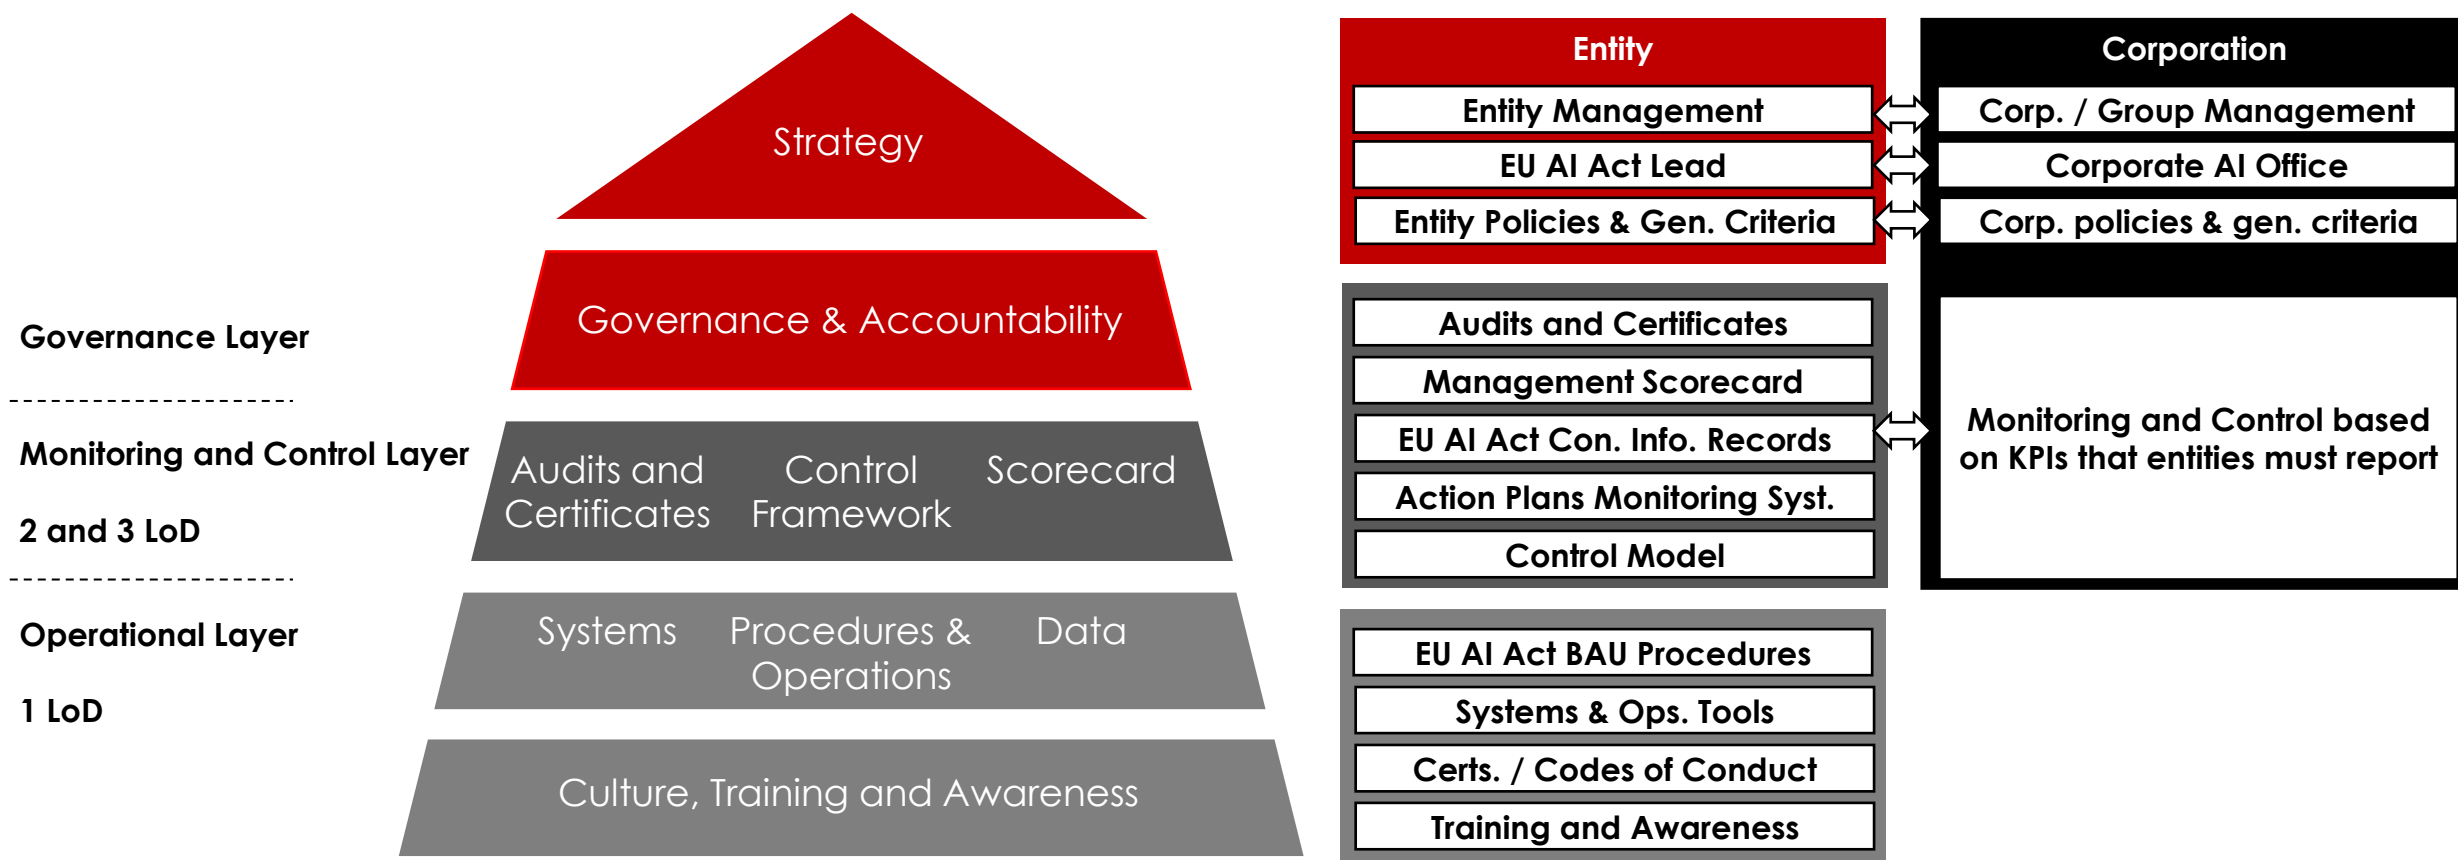 Strategy
Governance & Accountability
Governance Layer
Monitoring and Control Layer
2 and 3 LoD
Audits and
Certificates
Control
Framework
Scorecard
Operational Layer
1 LoD
Systems
Procedures &
Operations
Data
Culture, Training and Awareness
Entity
Entity Management
EU AI Act Lead
Entity Policies & Gen. Criteria
Audits and Certificates
Management Scorecard
EU AI Act Con. Info. Records
Action Plans Monitoring Syst.
Control Model
EU AI Act BAU Procedures
Systems & Ops. Tools
Certs. / Codes of Conduct
Training and Awareness
Corporation
Corp. / Group Management
Corporate AI Office
Corp. policies & gen. criteria
Monitoring and Control based
on KPIs that entities must report